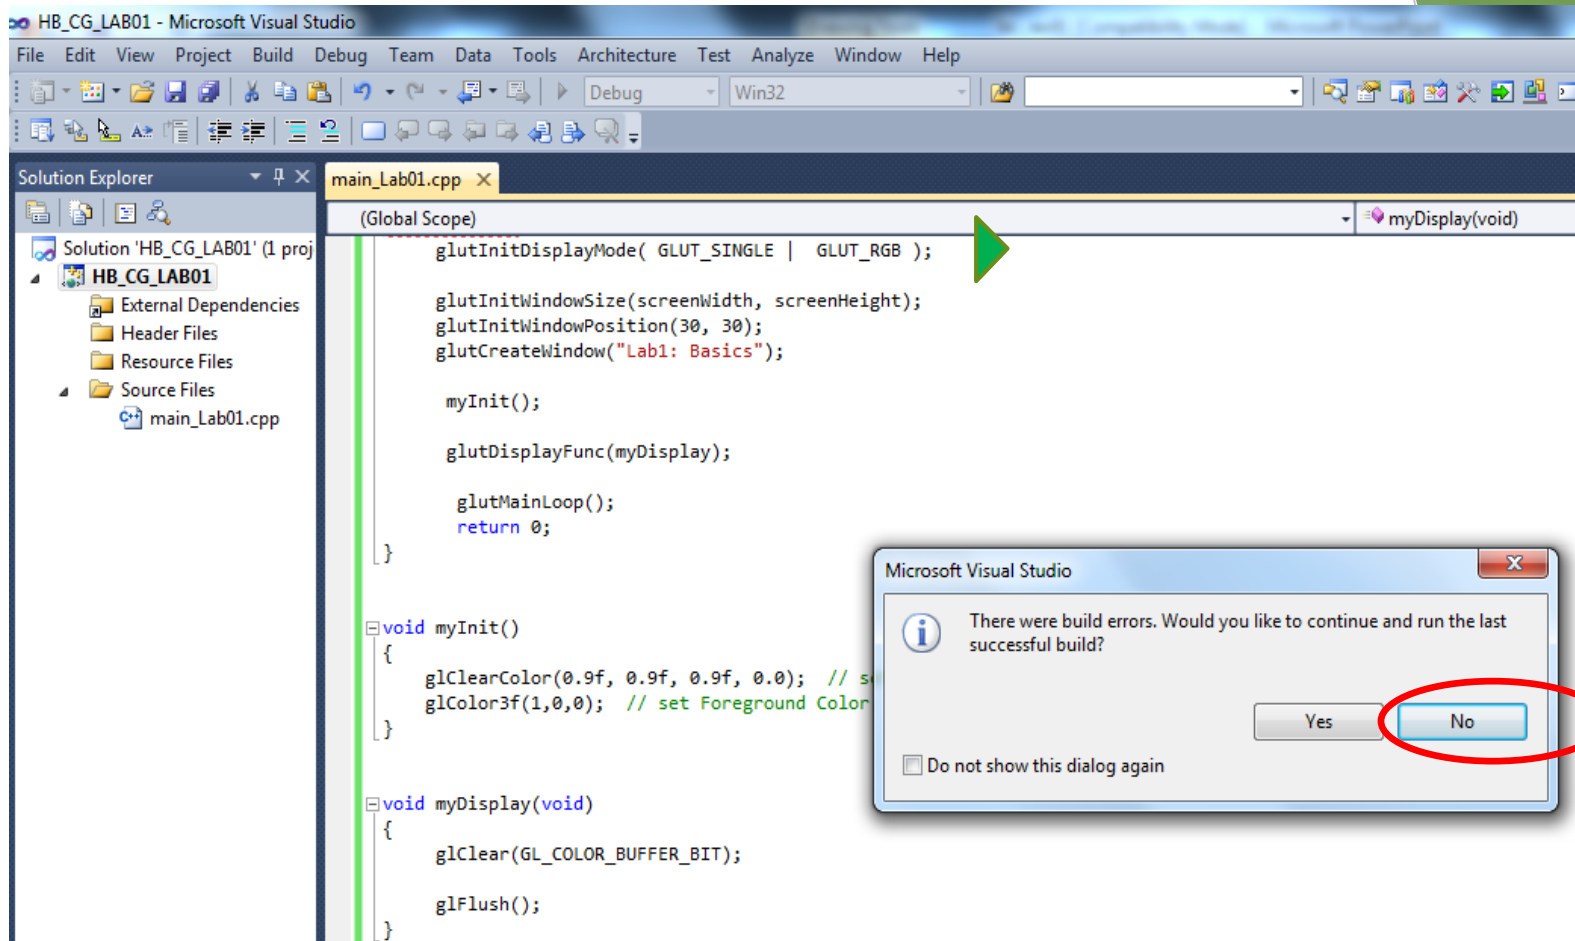 HB_CG_LAB01 - Microsoft Visual Studio
File Edit View Project Build Debug Team Data Tools Architecture Test Analyze Window Help
Debug Win32
Solution Explorer
main_Lab01.cpp
(Global Scope)
myDisplay(void)
Solution 'HB_CG_LAB01' (1 proj
HB_CG_LAB01
External Dependencies
Header Files
Resource Files
Source Files
main_Lab01.cpp
glutInitDisplayMode( GLUT_SINGLE | GLUT_RGB );
glutInitWindowSize(screenWidth, screenHeight);
glutInitWindowPosition(30, 30);
glutCreateWindow("Lab1: Basics");
myInit();
glutDisplayFunc(myDisplay);
glutMainLoop();
return 0;
}
void myInit()
{
glClearColor(0.9f, 0.9f, 0.9f, 0.0); // s
glColor3f(1,0,0); // set Foreground Color
}
void myDisplay(void)
{
glClear(GL_COLOR_BUFFER_BIT);
glFlush();
}
Microsoft Visual Studio
There were build errors. Would you like to continue and run the last
successful build?
Yes
No
Do not show this dialog again